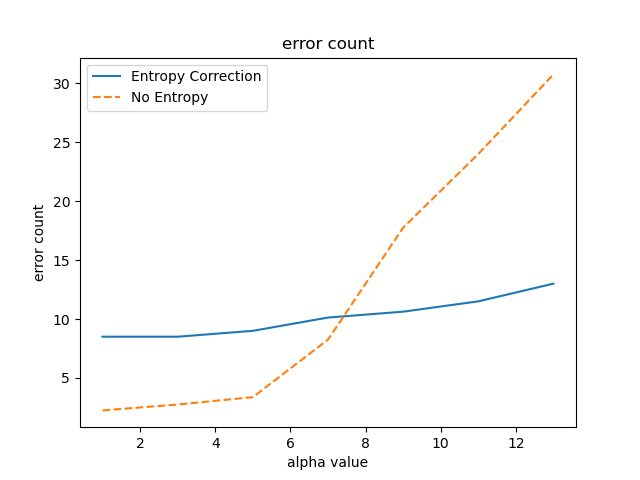 error count
Entropy Correction
No Entropy
30
25
20
15
10
5
error count
2 4 6 8 10 12
alpha value